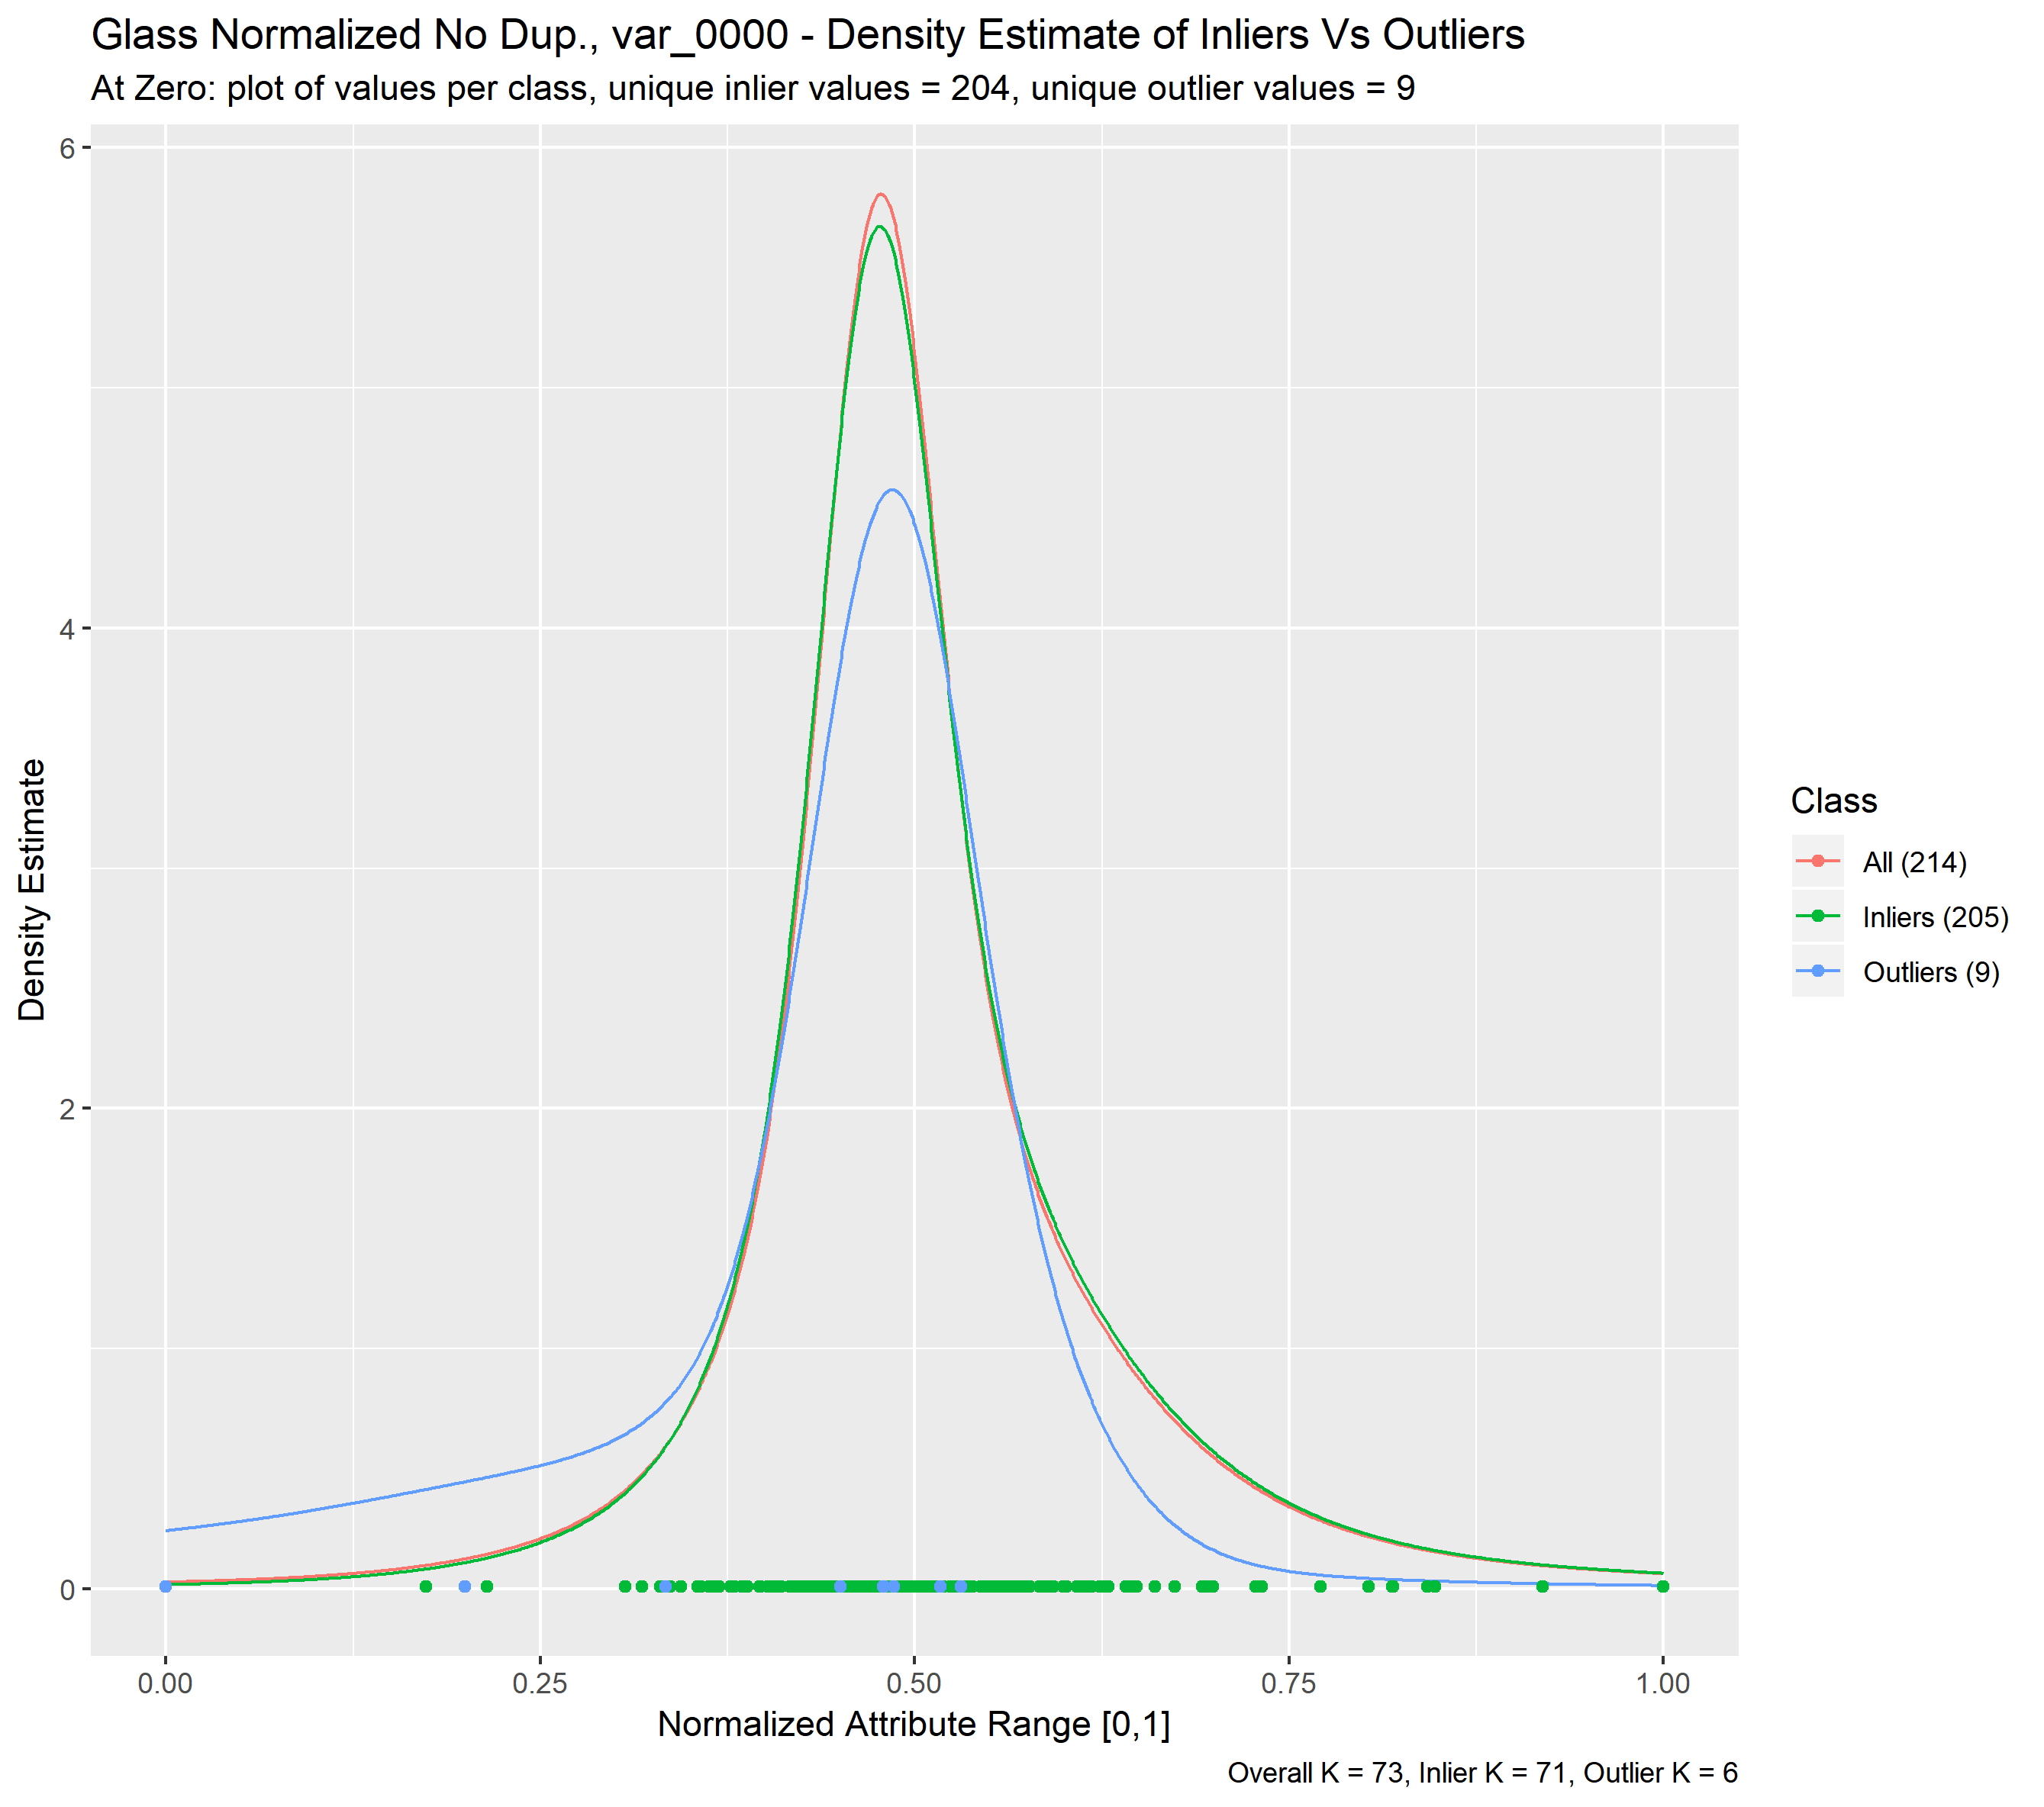 Glass Normalized No Dup., var_0000 - Density Estimate of Inliers Vs Outliers
At Zero: plot of values per class, unique inlier values = 204, unique outlier values = 9
6
4
2
0
Density Estimate
0.00 0.25 0.50 0.75 1.00
Normalized Attribute Range [0,1]
Class
All (214)
Inliers (205)
Outliers (9)
Overall K = 73, Inlier K = 71, Outlier K = 6